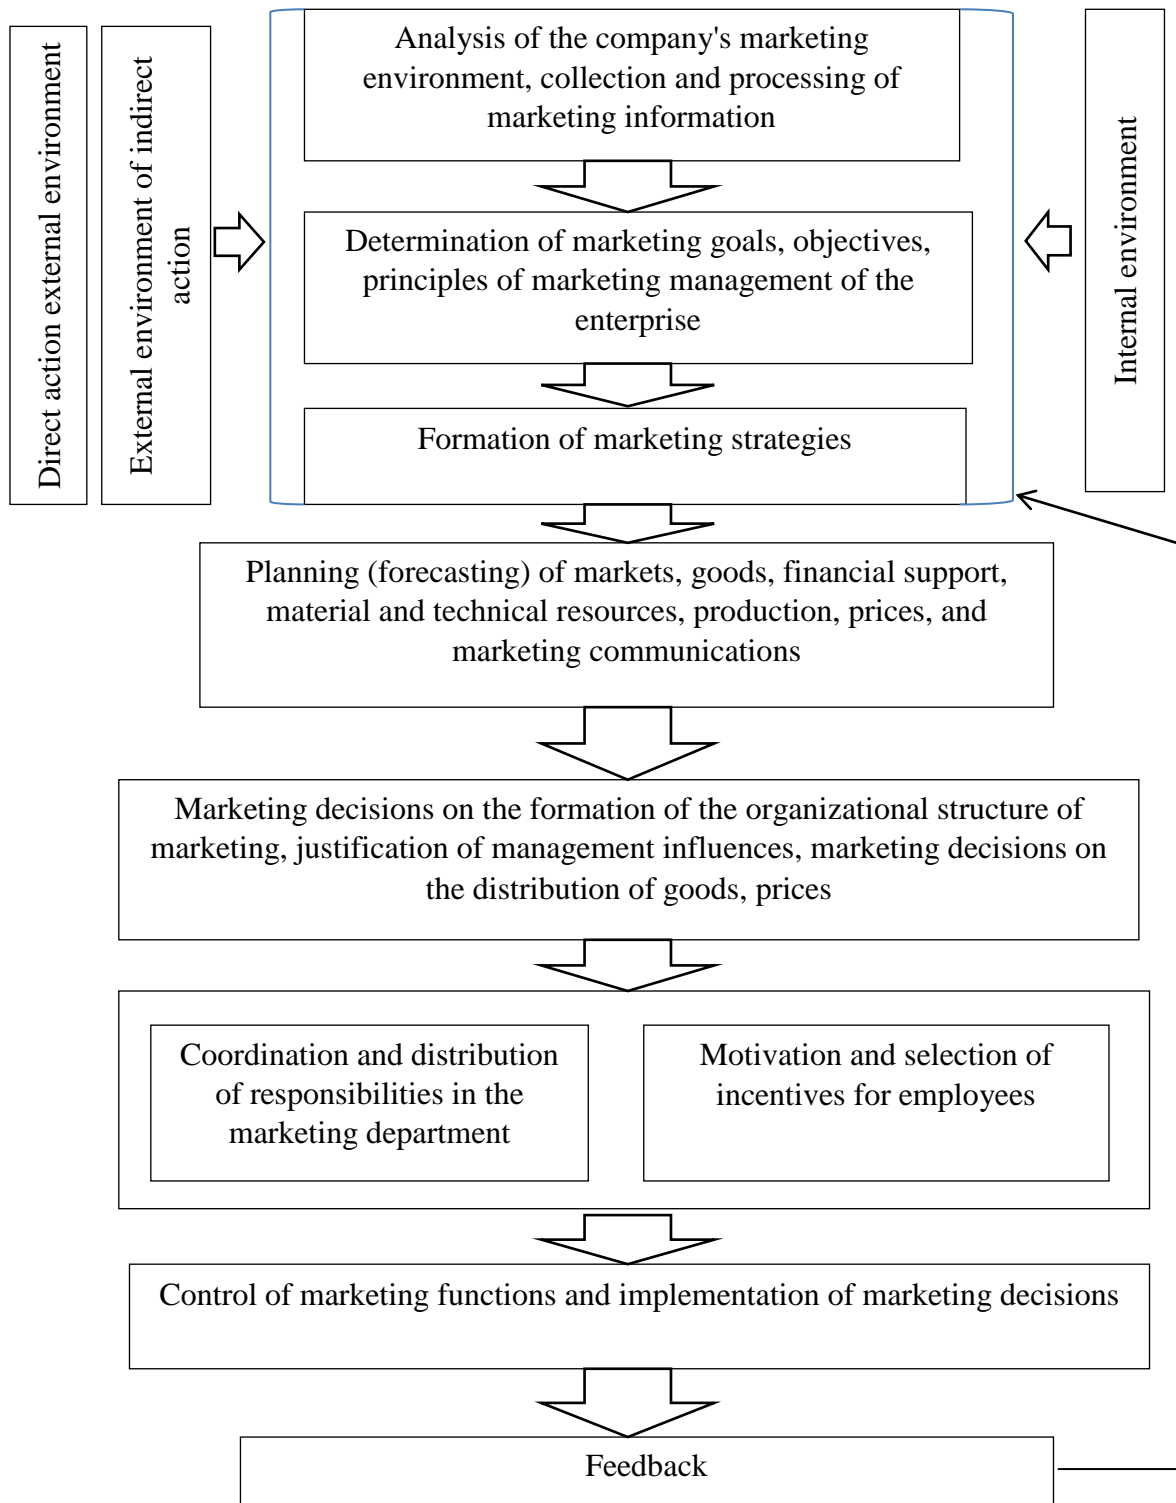 Direct action external environment
External environment of indirect
action
Analysis of the company's marketing
environment, collection and processing of
marketing information
Determination of marketing goals, objectives,
principles of marketing management of the
enterprise
Formation of marketing strategies
Internal environment
Planning (forecasting) of markets, goods, financial support,
material and technical resources, production, prices, and
marketing communications
Marketing decisions on the formation of the organizational structure of
marketing, justification of management influences, marketing decisions on
the distribution of goods, prices
Coordination and distribution
of responsibilities in the
marketing department
Motivation and selection of
incentives for employees
Control of marketing functions and implementation of marketing decisions
Feedback